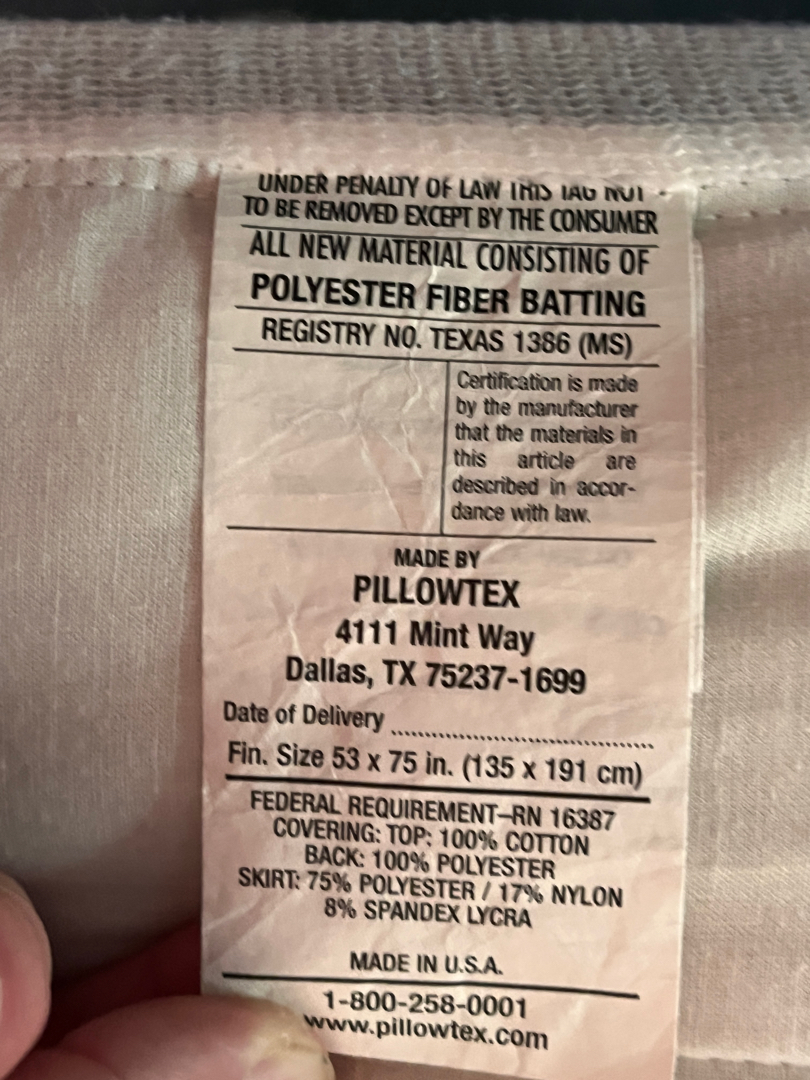 UNDER PENALTY OF LAW THIS TAG NOT
TO BE REMOVED EXCEPT BY THE CONSUMER
ALL NEW MATERIAL CONSISTING OF
POLYESTER FIBER BATTING
REGISTRY NO. TEXAS 1386 (MS)
Certification is made
by the manufacturer
that the materials in
this article are
described in accor-
dance with law.
MADE BY
PILLOWTEX
4111 Mint Way
Dallas, TX 75237-1699
Date of Delivery
Fin. Size 53 x 75 in. (135 x 191 cm)
FEDERAL REQUIREMENT–RN 16387
COVERING: TOP: 100% COTTON
BACK: 100% POLYESTER
SKIRT: 75% POLYESTER / 17% NYLON
8% SPANDEX LYCRA
MADE IN U.S.A.
1-800-258-0001
www.pillowtex.com